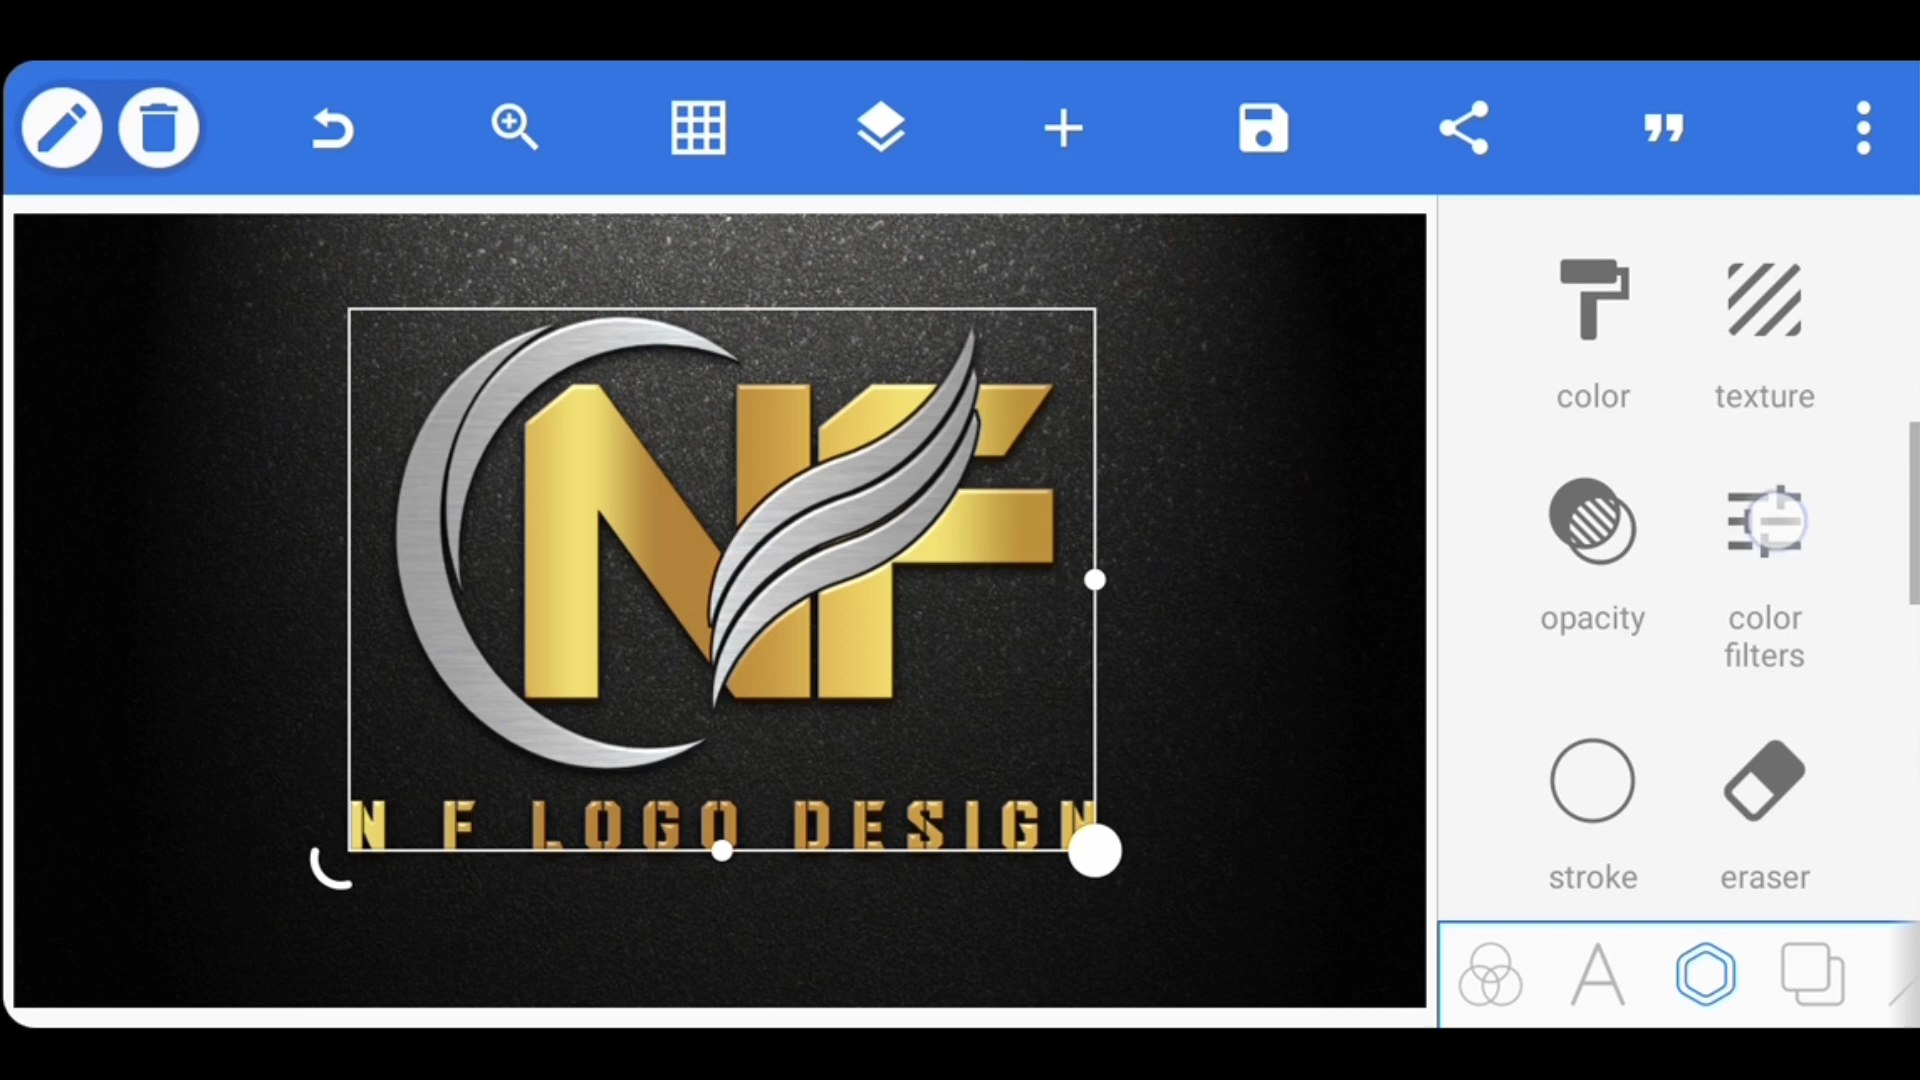 color
texture
opacity
color
filters
stroke
eraser
NF
N F LOGO DESIGN